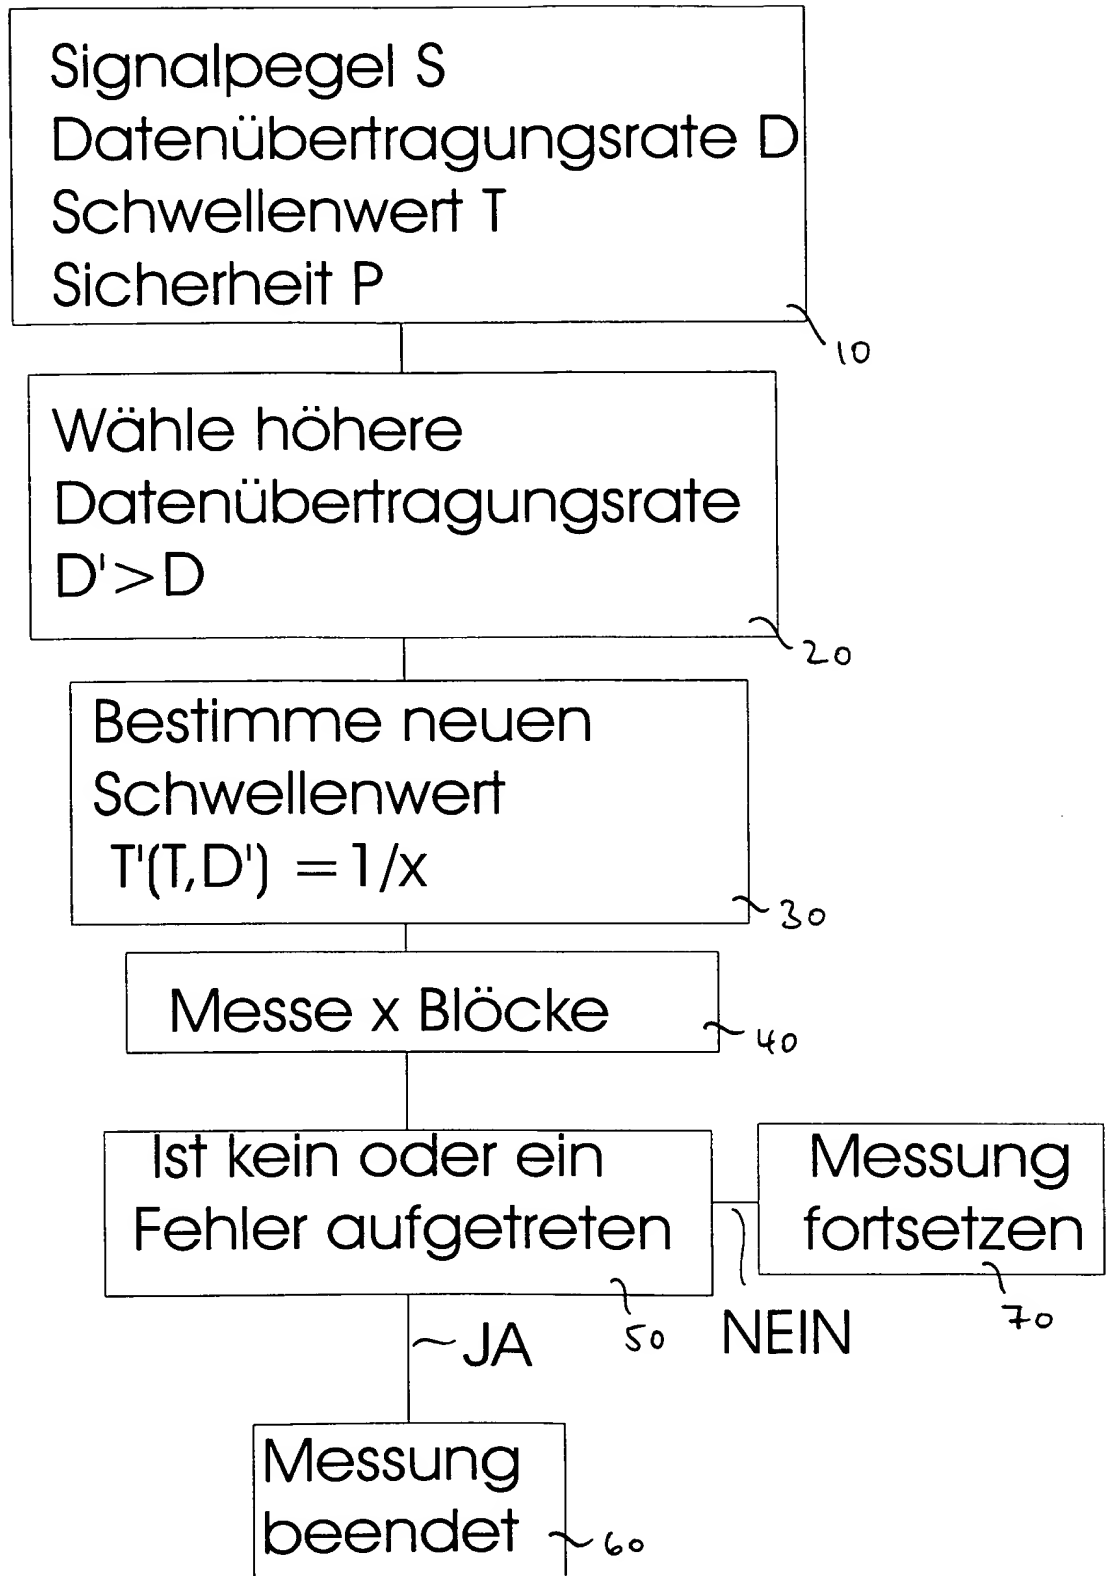 Signalpegel S
Datenübertragungsrate D
Schwellenwert T
Sicherheit P
10
Wähle höhere
Datenübertragungsrate
D'>D
20
Bestimme neuen
Schwellenwert
T'(T,D') = 1/x
30
Messe x Blöcke
40
Ist kein oder ein
Fehler aufgetreten
50
NEIN
Messung
fortsetzen
70
JA
Messung
beendet
60